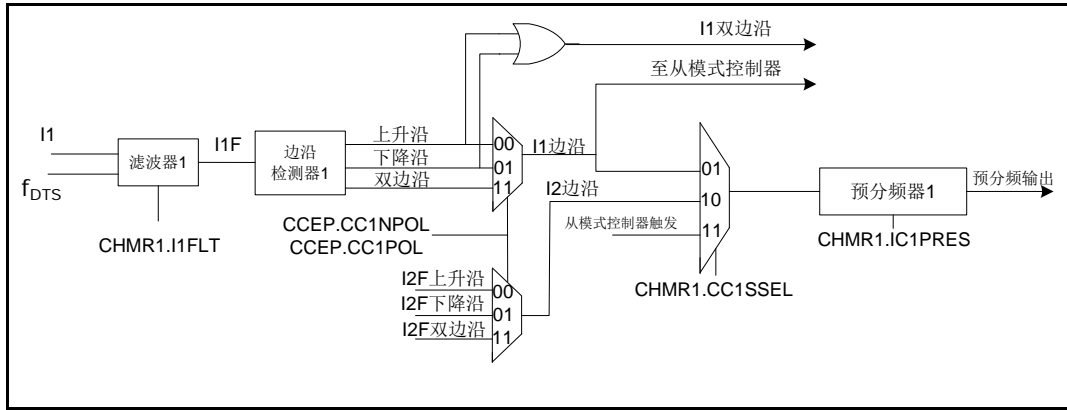 I1双边沿
至从模式控制器
I1
f_DTS
滤波器1
I1F
边沿
检测器1
上升沿
下降沿
双边沿
00
01
11
I1边沿
CHMR1.I1FLT
CCEP.CC1NPOL
CCEP.CC1POL
I2F上升沿
I2F下降沿
I2F双边沿
00
01
11
I2边沿
从模式控制器触发
01
10
11
CHMR1.CC1SSEL
预分频器1
CHMR1.IC1PRES
预分频输出